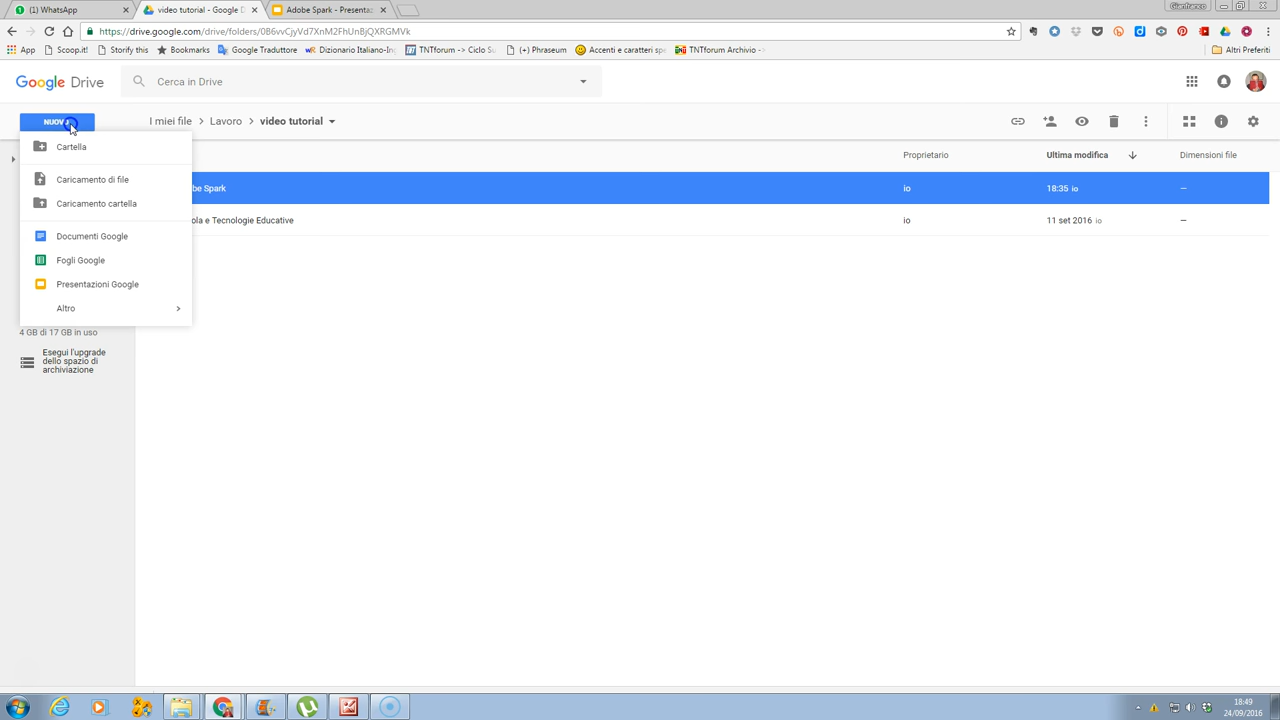 (1) WhatsApp
video tutorial - Google D
Adobe Spark - Presentaz
Gianfranco
https://drive.google.com/drive/folders/0B6vvCjyVd7XnM2FhUnBjQXRGMVk
App
Scoop.it!
Storify this
Bookmarks
Google Traduttore
Dizionario Italiano-Ing
TNTforum -> Ciclo Su
(+) Phraseum
Accenti e caratteri spe
TNTforum Archivio -
Altri Preferiti
Google Drive
Cerca in Drive
I miei file > Lavoro > video tutorial
Cartella
Caricamento di file
Caricamento cartella
Documenti Google
Fogli Google
Presentazioni Google
Altro
Proprietario
Ultima modifica
Dimensioni file
be Spark
io
18:35 io
—
ola e Tecnologie Educative
io
11 set 2016 io
—
4 GB di 17 GB in uso
Esegui l'upgrade
dello spazio di
archiviazione
18:49
24/09/2016